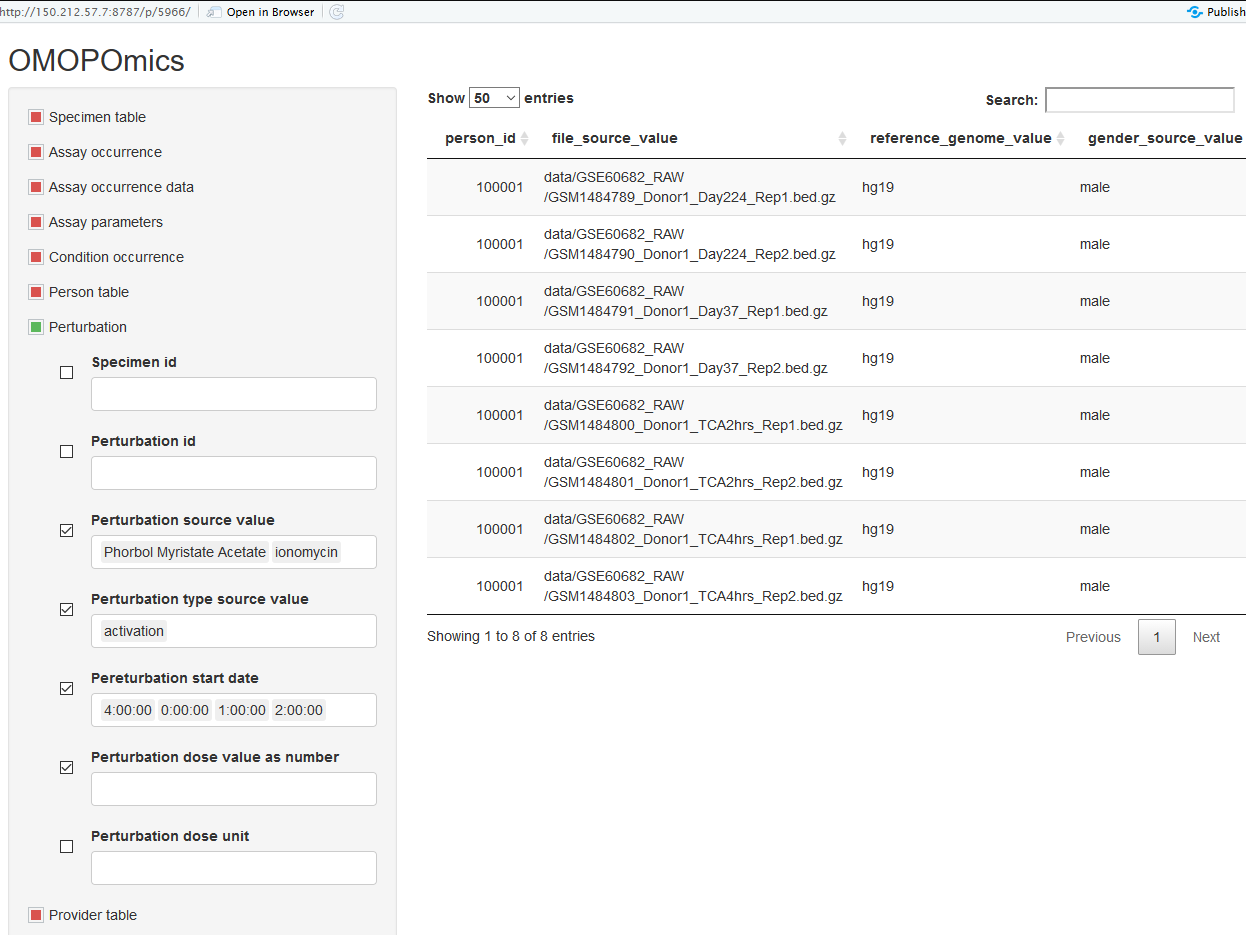 http://150.212.57.7:8787/p/5966/ Open in Browser Publish
OMOPOmics
Specimen table
Assay occurrence
Assay occurrence data
Assay parameters
Condition occurrence
Person table
Perturbation
Specimen id
Perturbation id
Perturbation source value
Phorbol Myristate Acetate ionomycin
Perturbation type source value
activation
Pereturbation start date
4:00:00 0:00:00 1:00:00 2:00:00
Perturbation dose value as number
Perturbation dose unit
Provider table
Show 50 entries
Search:
person_id file_source_value reference_genome_value gender_source_value
100001 data/GSE60682_RAW hg19 male
/GSM1484789_Donor1_Day224_Rep1.bed.gz
100001 data/GSE60682_RAW hg19 male
/GSM1484790_Donor1_Day224_Rep2.bed.gz
100001 data/GSE60682_RAW hg19 male
/GSM1484791_Donor1_Day37_Rep1.bed.gz
100001 data/GSE60682_RAW hg19 male
/GSM1484792_Donor1_Day37_Rep2.bed.gz
100001 data/GSE60682_RAW hg19 male
/GSM1484800_Donor1_TCA2hrs_Rep1.bed.gz
100001 data/GSE60682_RAW hg19 male
/GSM1484801_Donor1_TCA2hrs_Rep2.bed.gz
100001 data/GSE60682_RAW hg19 male
/GSM1484802_Donor1_TCA4hrs_Rep1.bed.gz
100001 data/GSE60682_RAW hg19 male
/GSM1484803_Donor1_TCA4hrs_Rep2.bed.gz
Showing 1 to 8 of 8 entries
Previous 1 Next